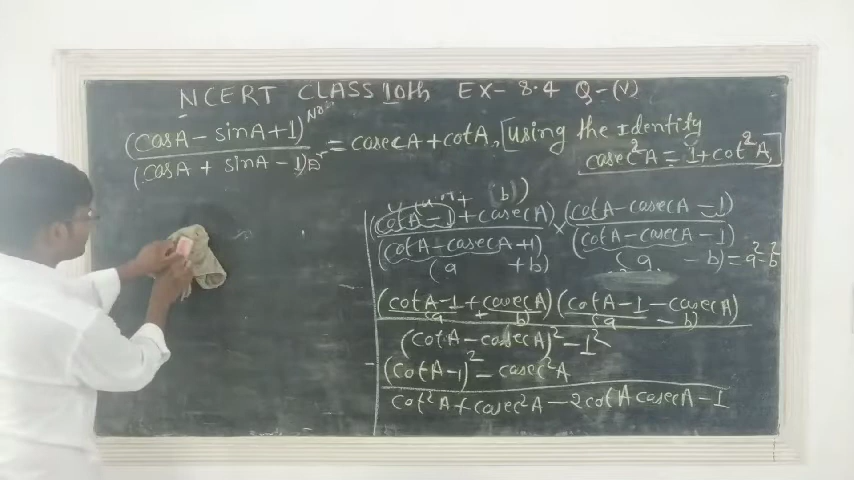 NCERT CLASS 10th EX- 8.4 Q-(V)
(cosA - sinA + 1) / (cosA + sinA - 1) = cosecA + cotA, [Using the Identity
cosec²A = 1 + cot²A,]
(b)
(cotA - 1 + cosecA) / (cotA - cosecA + 1) × (cotA - cosecA - 1) / (cotA - cosecA - 1)
(a + b) (a - b) = a² - b²
(cotA - 1 + cosecA) (cotA - 1 - cosecA)
(a + b) (a - b)
(cotA - cosecA)² - 1²
(cotA - 1)² - cosec²A
cot²A + cosec²A - 2cotA cosecA - 1